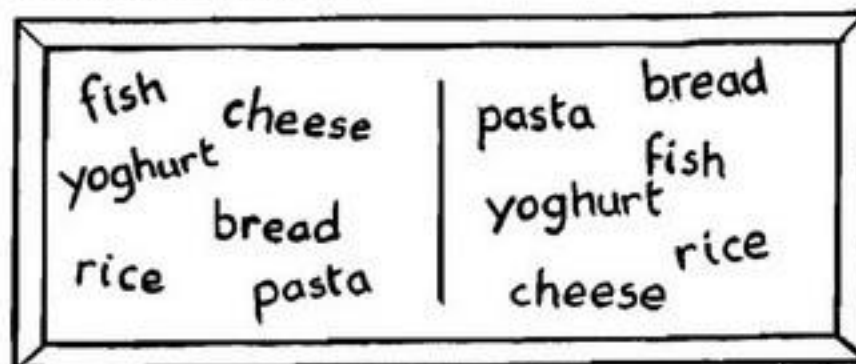 fish
cheese
yoghurt
bread
rice
pasta
bread
pasta
fish
yoghurt
rice
cheese